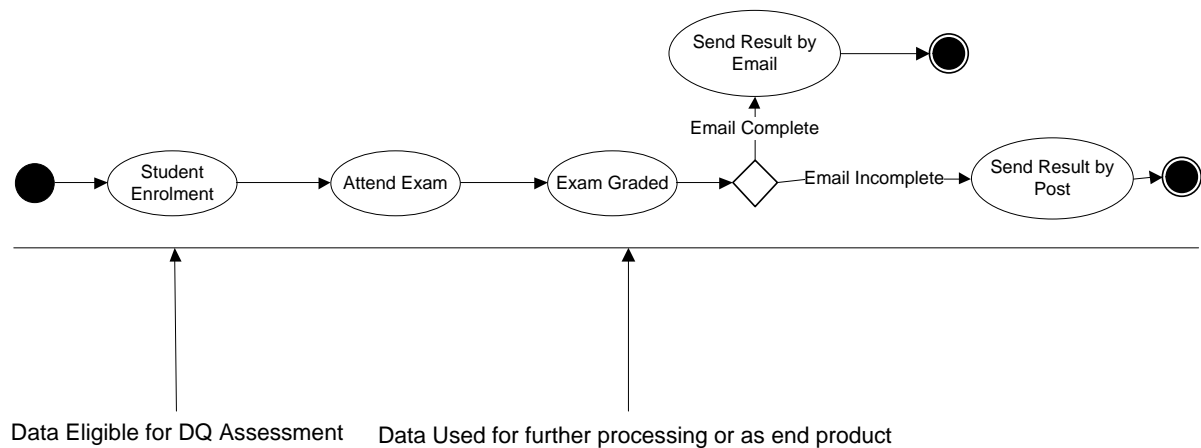 Send Result by
Email
Email Complete
Student
Enrolment
Attend Exam
Exam Graded
Email Incomplete
Send Result by
Post
Data Eligible for DQ Assessment
Data Used for further processing or as end product